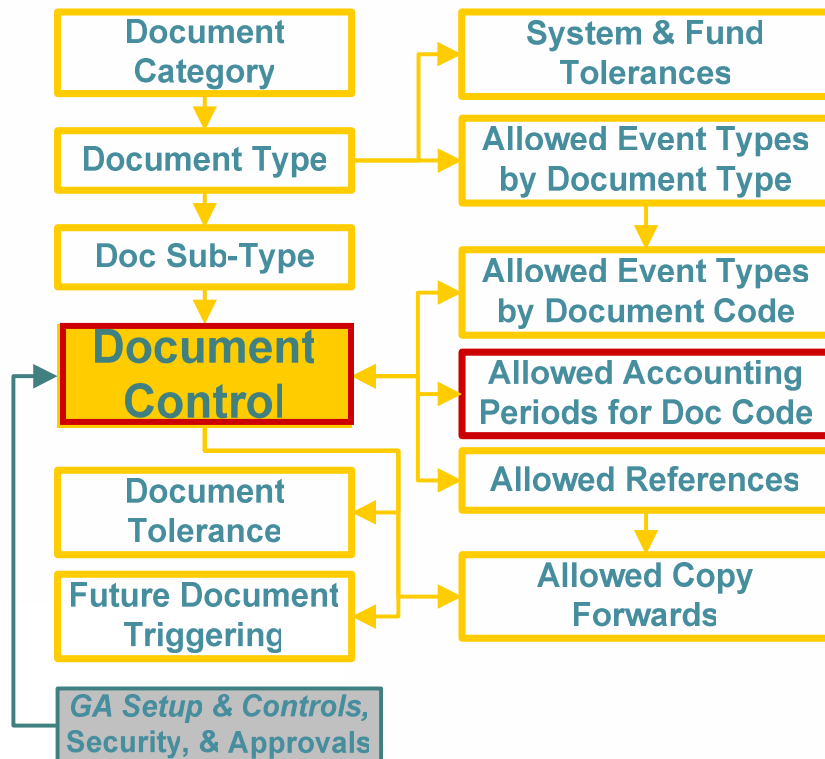 Document
Category
System & Fund
Tolerances
Document Type
Allowed Event Types
by Document Type
Doc Sub-Type
Allowed Event Types
by Document Code
Document
Control
Allowed Accounting
Periods for Doc Code
Allowed References
Document
Tolerance
Allowed Copy
Forwards
Future Document
Triggering
GA Setup & Controls,
Security, & Approvals